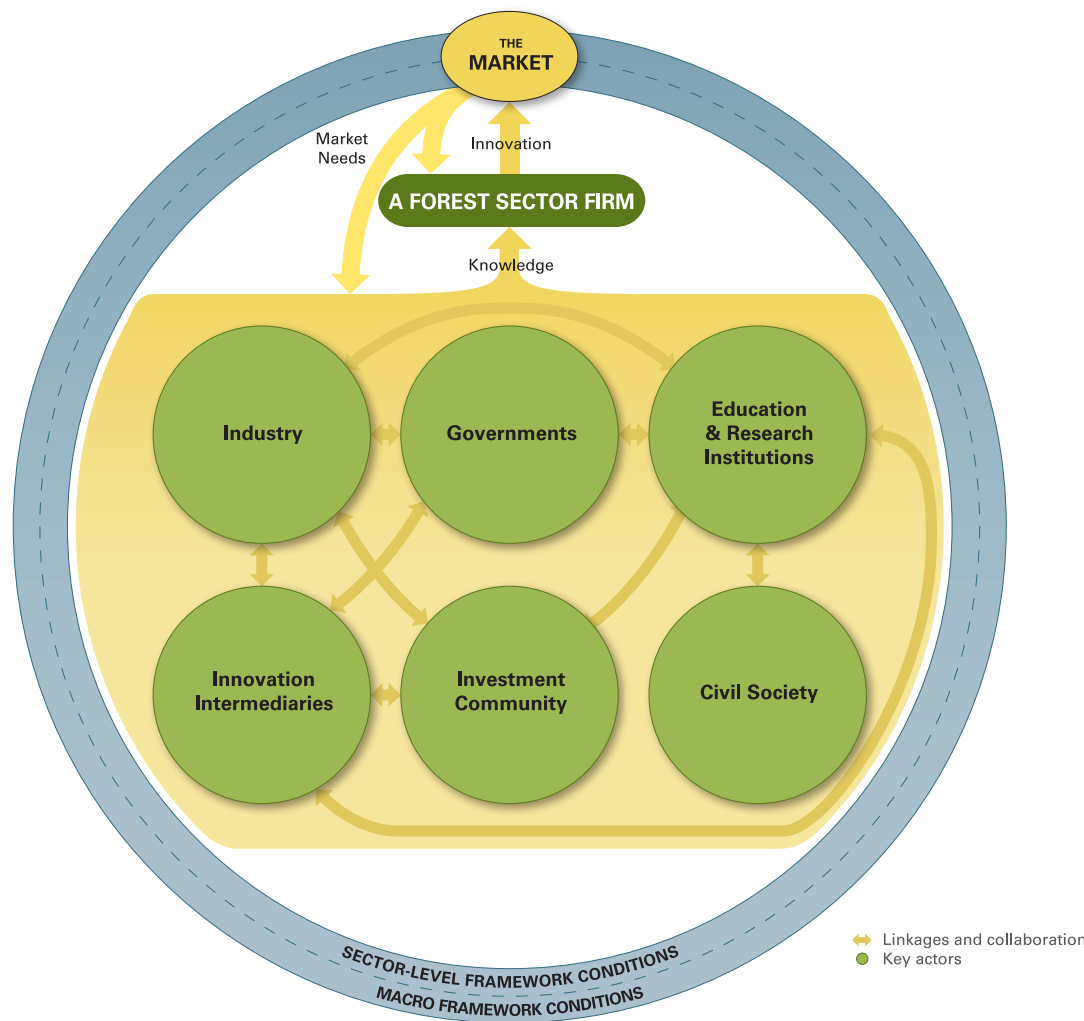 THE
MARKET
Market
Needs
Innovation
A FOREST SECTOR FIRM
Knowledge
Industry
Governments
Education
& Research
Institutions
Innovation
Intermediaries
Investment
Community
Civil Society
SECTOR-LEVEL FRAMEWORK CONDITIONS
MACRO FRAMEWORK CONDITIONS
Linkages and collaboration
Key actors